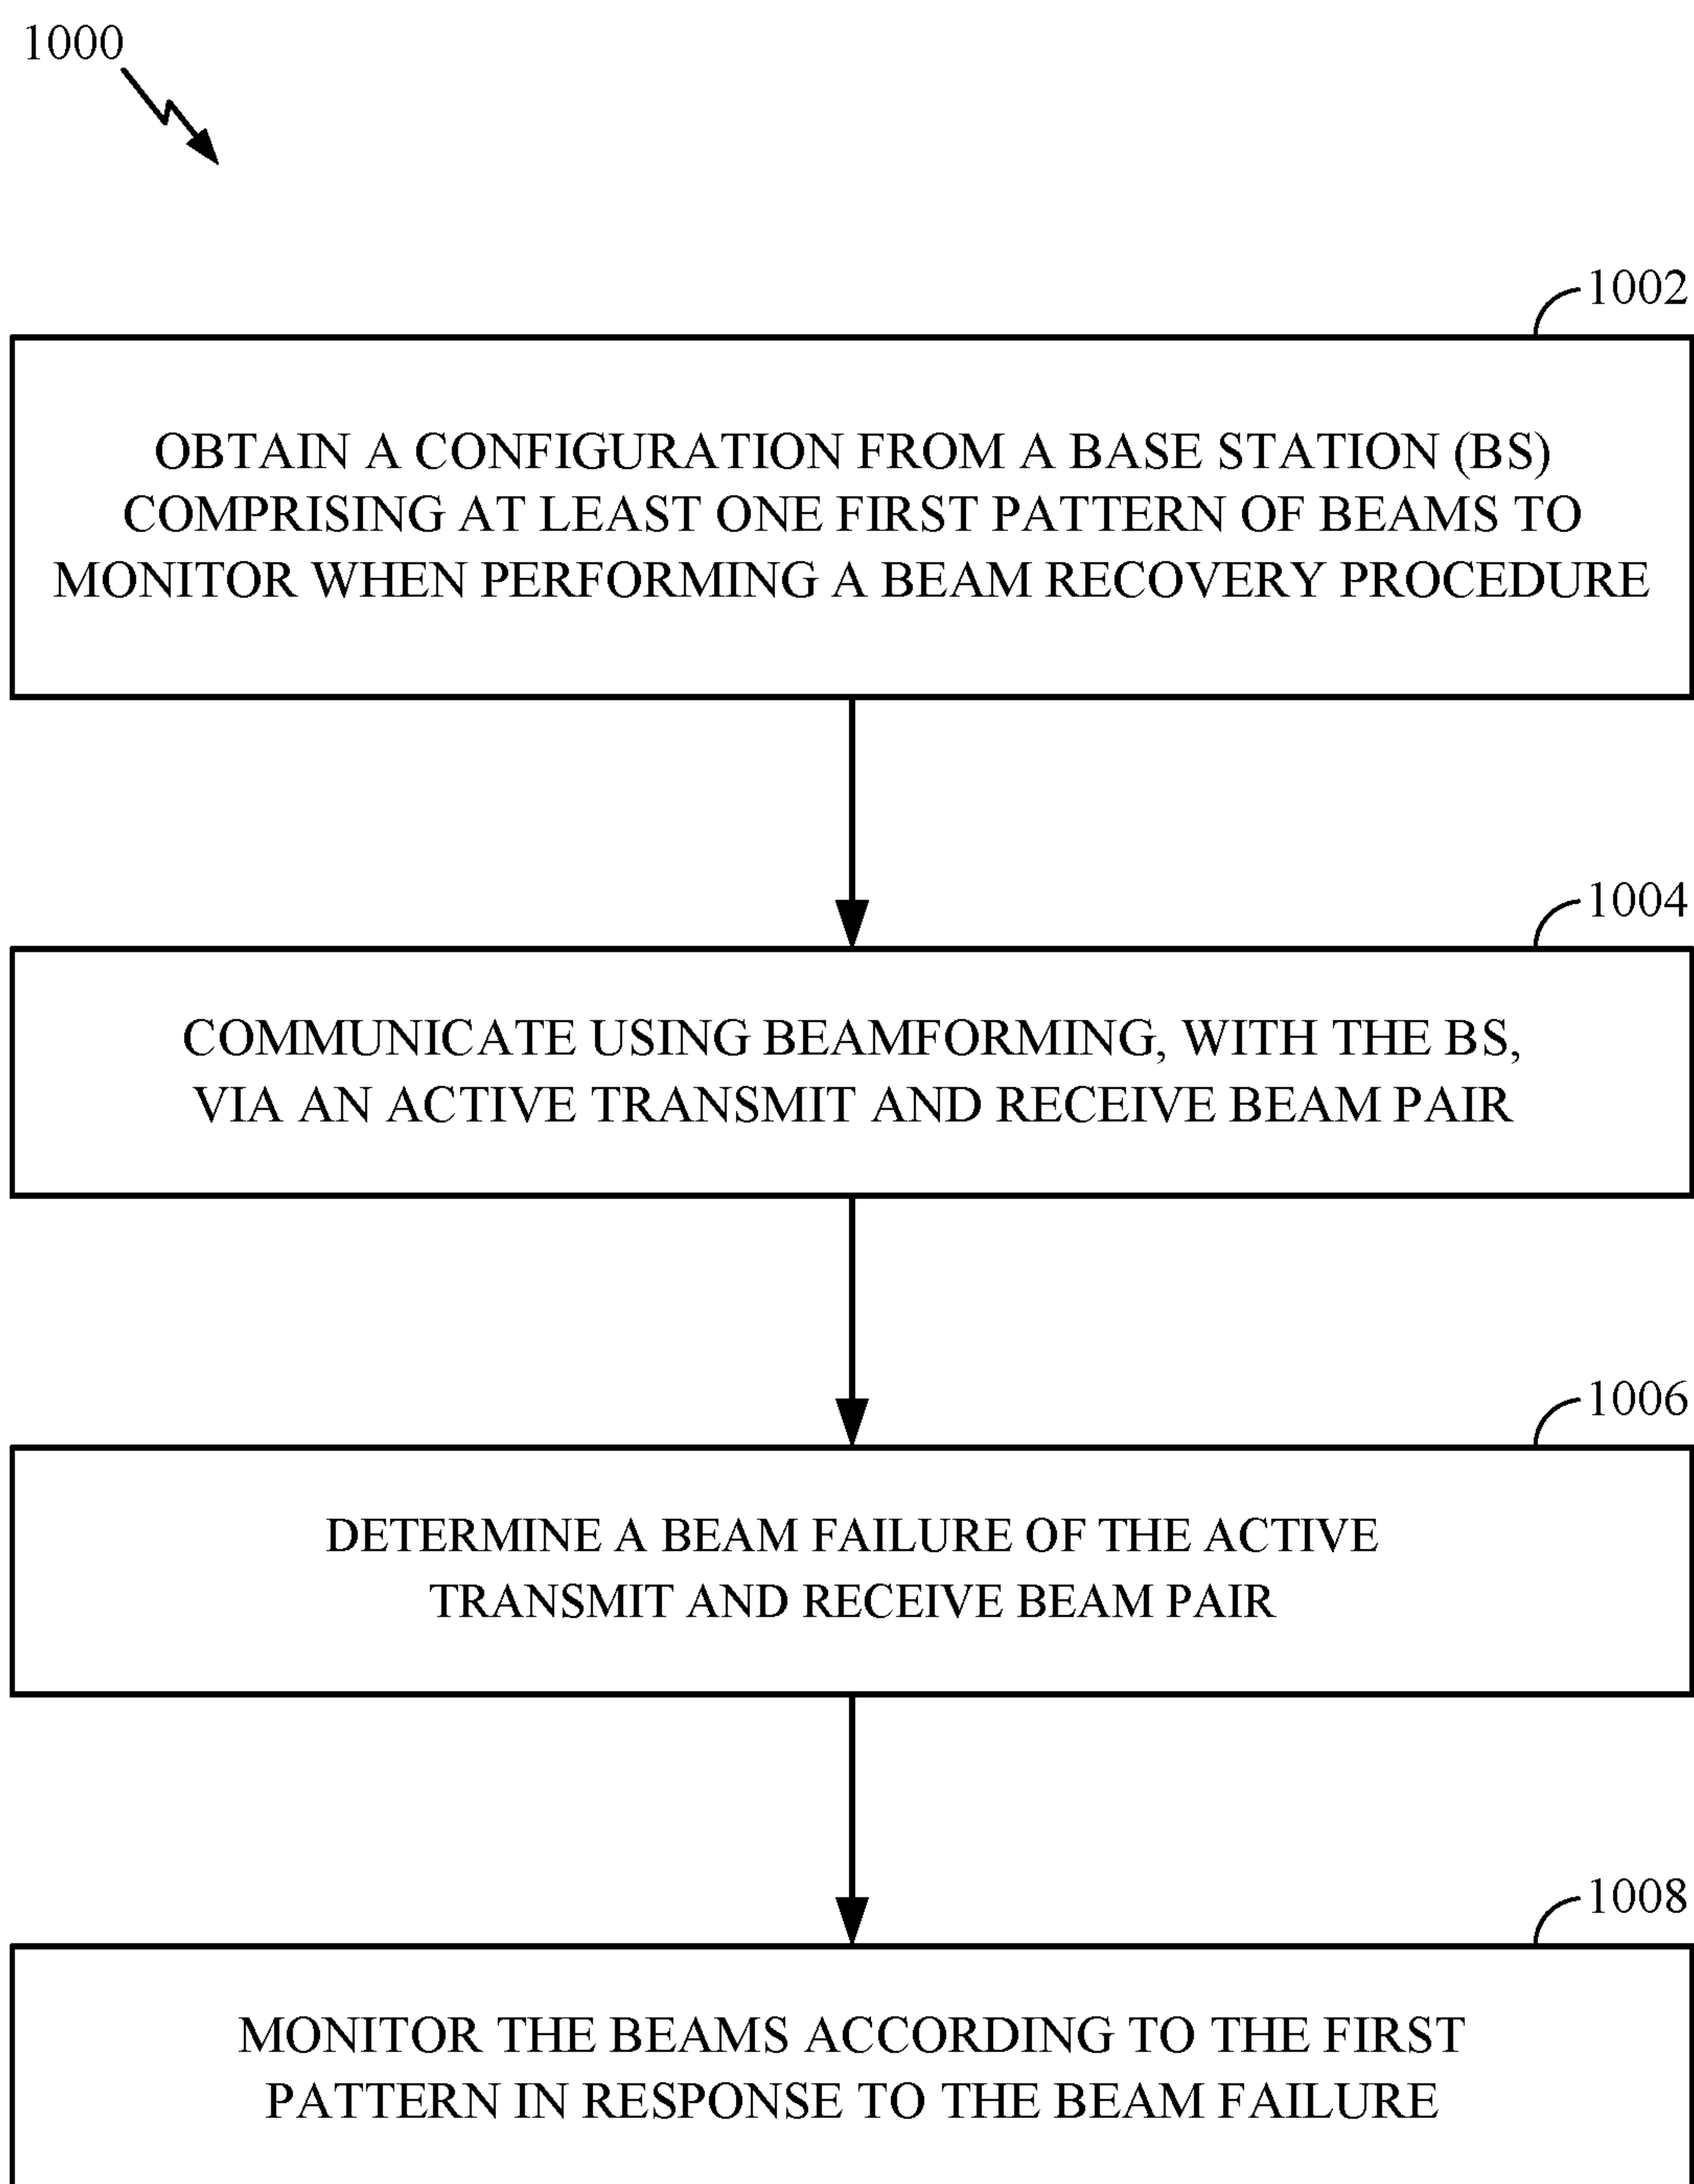 1000
1002
OBTAIN A CONFIGURATION FROM A BASE STATION (BS)
COMPRISING AT LEAST ONE FIRST PATTERN OF BEAMS TO
MONITOR WHEN PERFORMING A BEAM RECOVERY PROCEDURE
1004
COMMUNICATE USING BEAMFORMING, WITH THE BS,
VIA AN ACTIVE TRANSMIT AND RECEIVE BEAM PAIR
1006
DETERMINE A BEAM FAILURE OF THE ACTIVE
TRANSMIT AND RECEIVE BEAM PAIR
1008
MONITOR THE BEAMS ACCORDING TO THE FIRST
PATTERN IN RESPONSE TO THE BEAM FAILURE